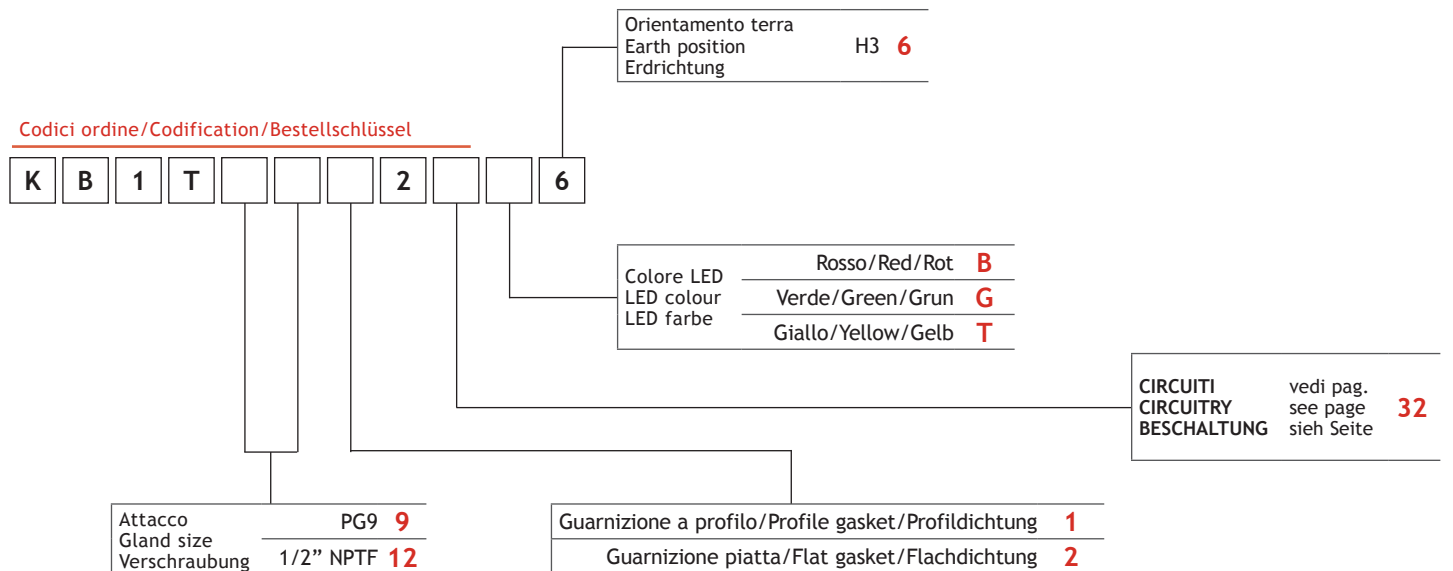 Orientamento terra
Earth position H3 6
Erdrichtung
Codici ordine/Codification/Bestellschlüssel
K B 1 T 2 6
Rosso/Red/Rot B
Colore LED
LED colour Verde/Green/Grun G
LED farbe
Giallo/Yellow/Gelb T
CIRCUITI vedi pag.
CIRCUITRY see page 32
BESCHALTUNG sieh Seite
Attacco PG9 9
Gland size
Verschraubung 1/2” NPTF 12
Guarnizione a profilo/Profile gasket/Profildichtung 1
Guarnizione piatta/Flat gasket/Flachdichtung 2